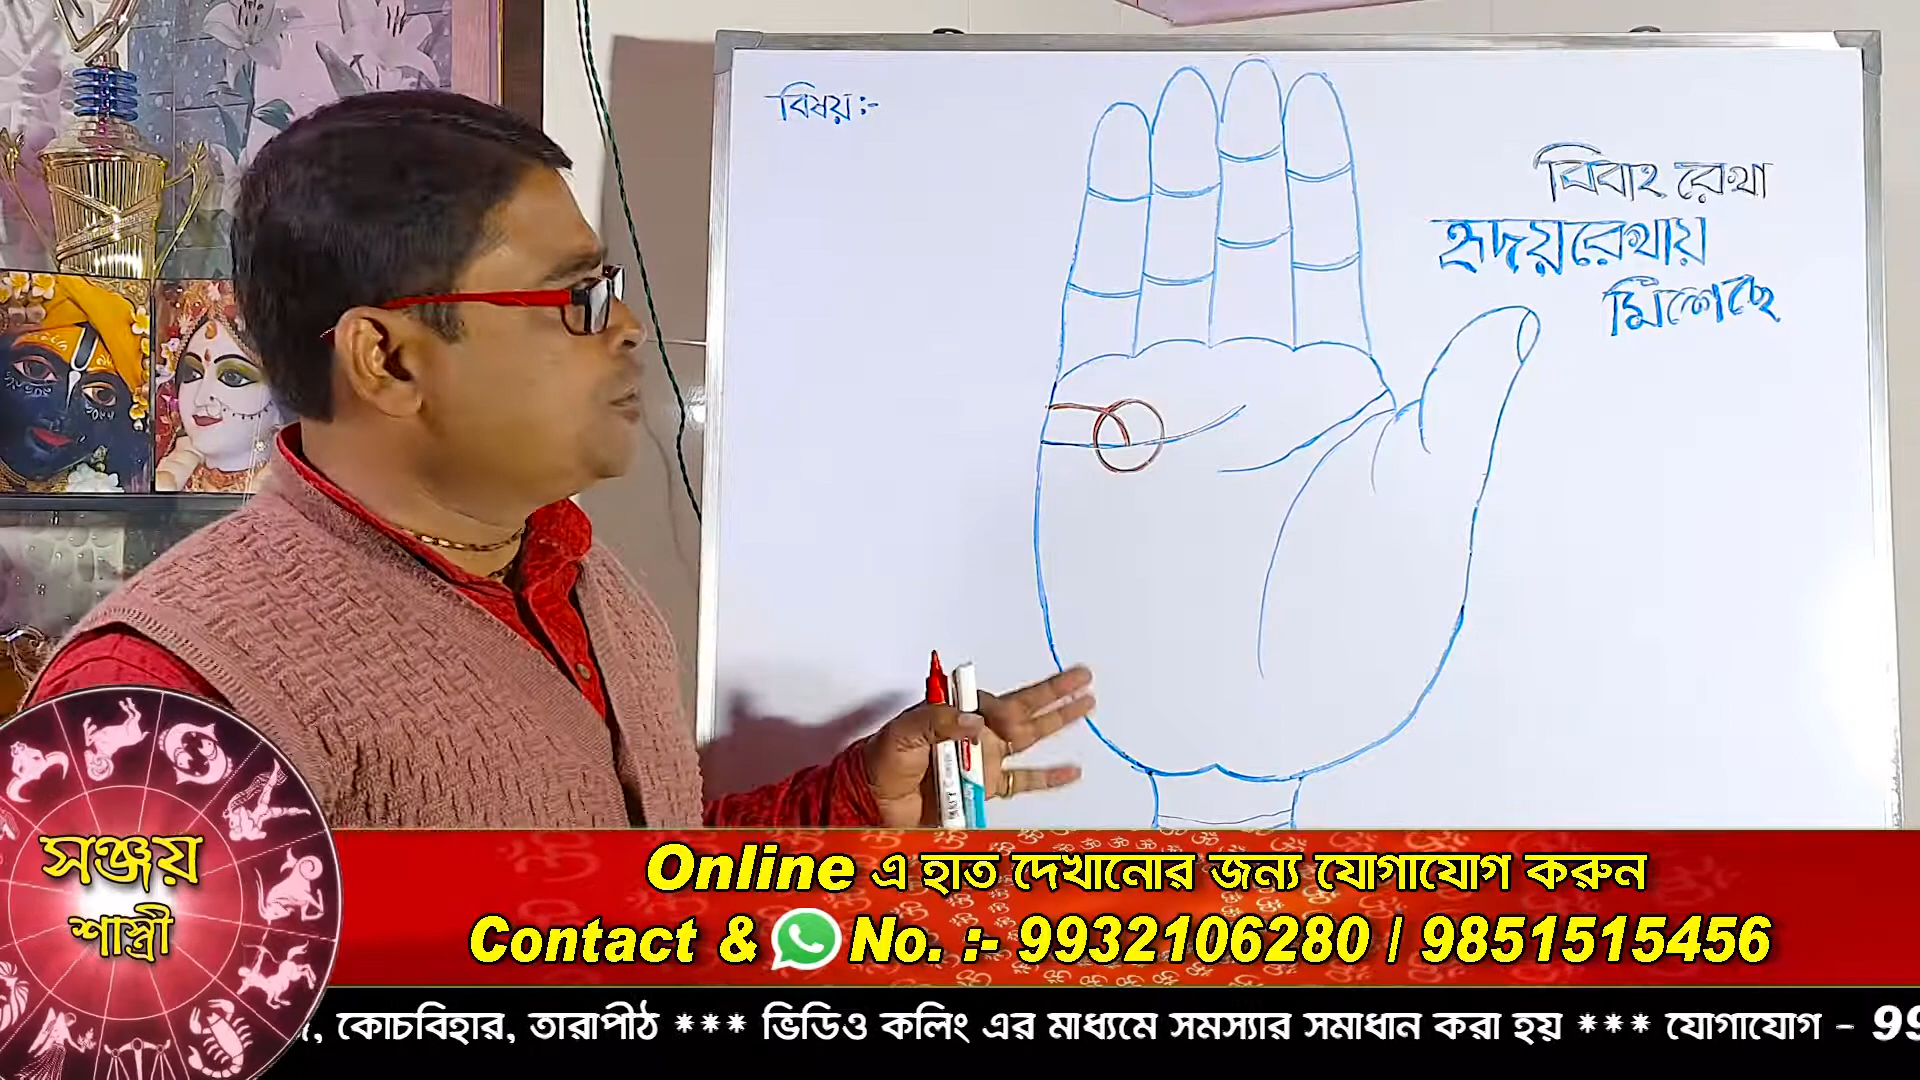 বিষয়:-
বিবাহ রেখা
হৃদয়রেখায়
মিশেছে
সঞ্জয়
শাস্ত্রী
Online এ হাত দেখানোর জন্য যোগাযোগ করুন
Contact & No. :- 9932106280 / 9851515456
, কোচবিহার, তারাপীঠ *** ভিডিও কলিং এর মাধ্যমে সমস্যার সমাধান করা হয় *** যোগাযোগ - 99